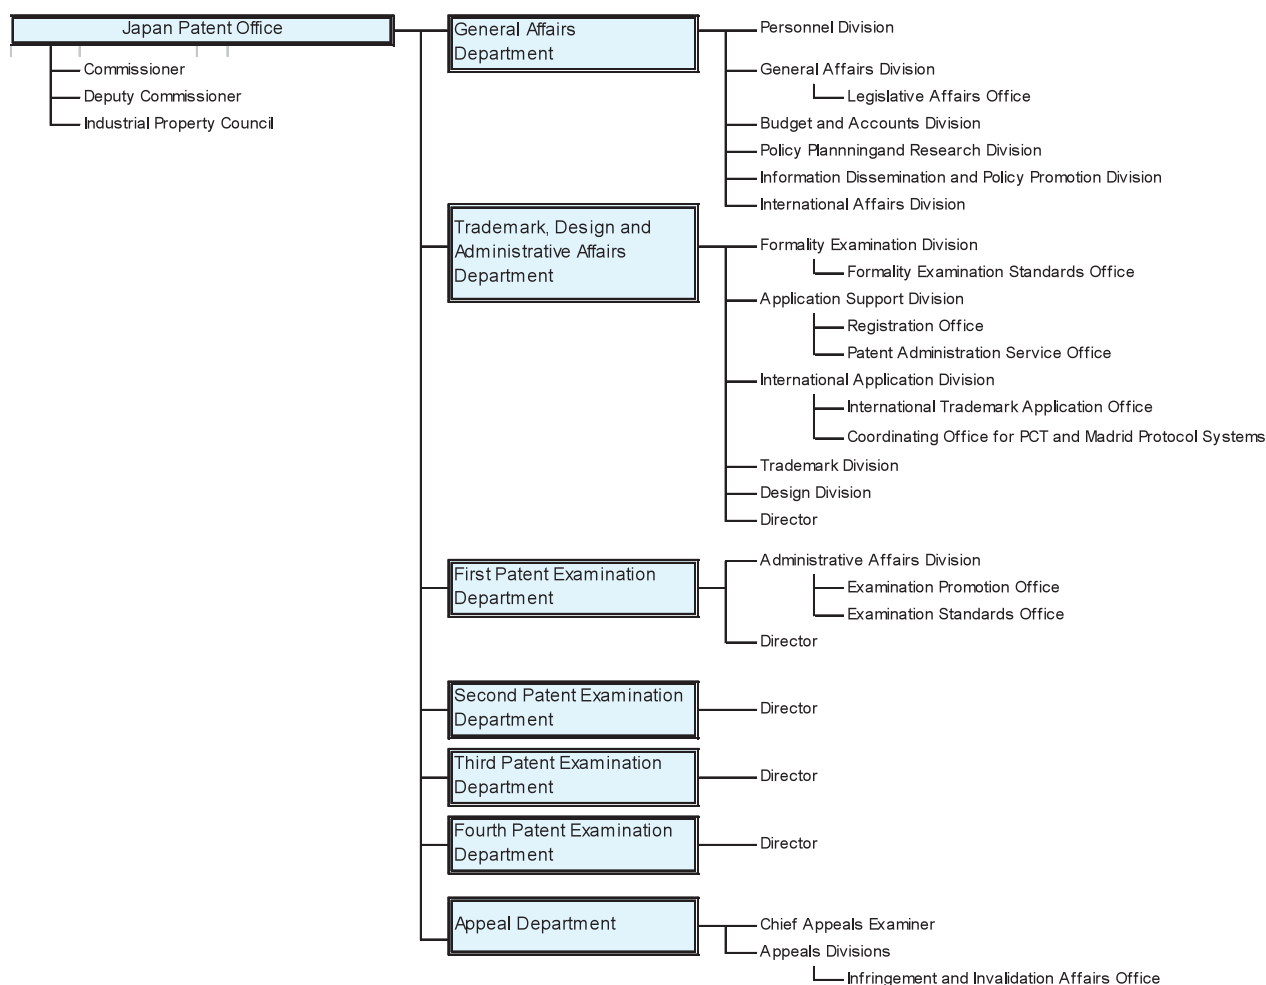 Japan Patent Office
Commissioner
Deputy Commissioner
Industrial Property Council
General Affairs
Department
Personnel Division
General Affairs Division
Legislative Affairs Office
Budget and Accounts Division
Policy Plannningand Research Division
Information Dissemination and Policy Promotion Division
International Affairs Division
Trademark, Design and
Administrative Affairs
Department
Formality Examination Division
Formality Examination Standards Office
Application Support Division
Registration Office
Patent Administration Service Office
International Application Division
International Trademark Application Office
Coordinating Office for PCT and Madrid Protocol Systems
Trademark Division
Design Division
Director
First Patent Examination
Department
Administrative Affairs Division
Examination Promotion Office
Examination Standards Office
Director
Second Patent Examination
Department
Director
Third Patent Examination
Department
Director
Fourth Patent Examination
Department
Director
Appeal Department
Chief Appeals Examiner
Appeals Divisions
Infringement and Invalidation Affairs Office